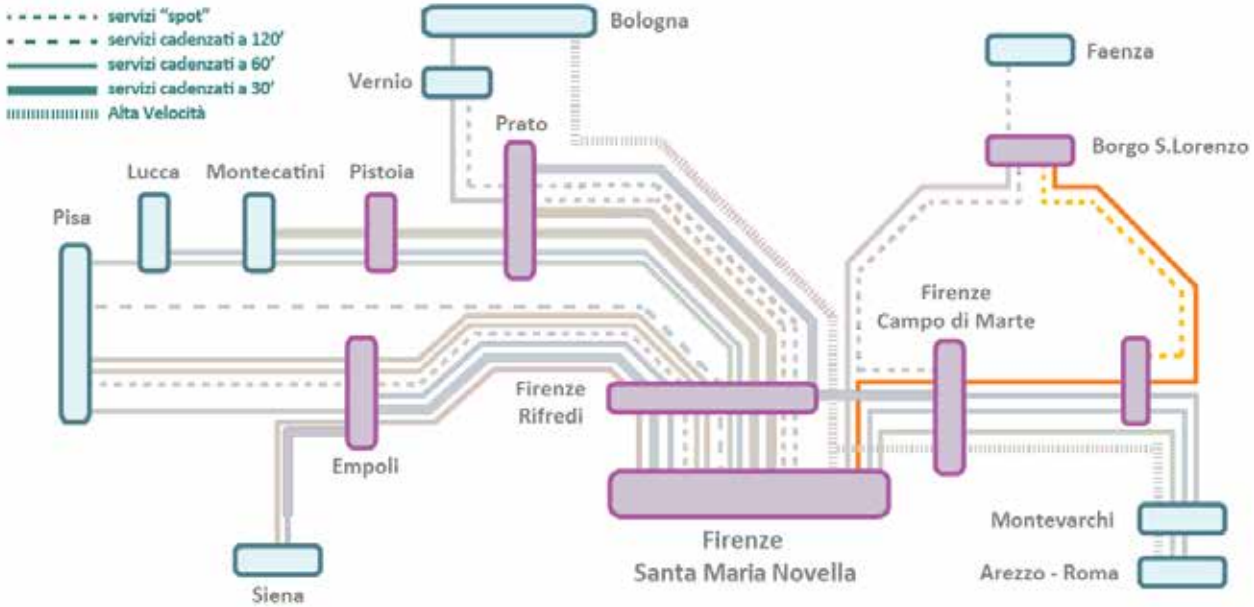 servizi "spot"
servizi cadenzati a 120'
servizi cadenzati a 60'
servizi cadenzati a 30'
Alta Velocità
Bologna
Faenza
Vernio
Prato
Borgo S.Lorenzo
Lucca
Montecatini
Pistoia
Pisa
Firenze
Campo di Marte
Firenze
Rifredi
Empoli
Montevarchi
Firenze
Santa Maria Novella
Arezzo - Roma
Siena